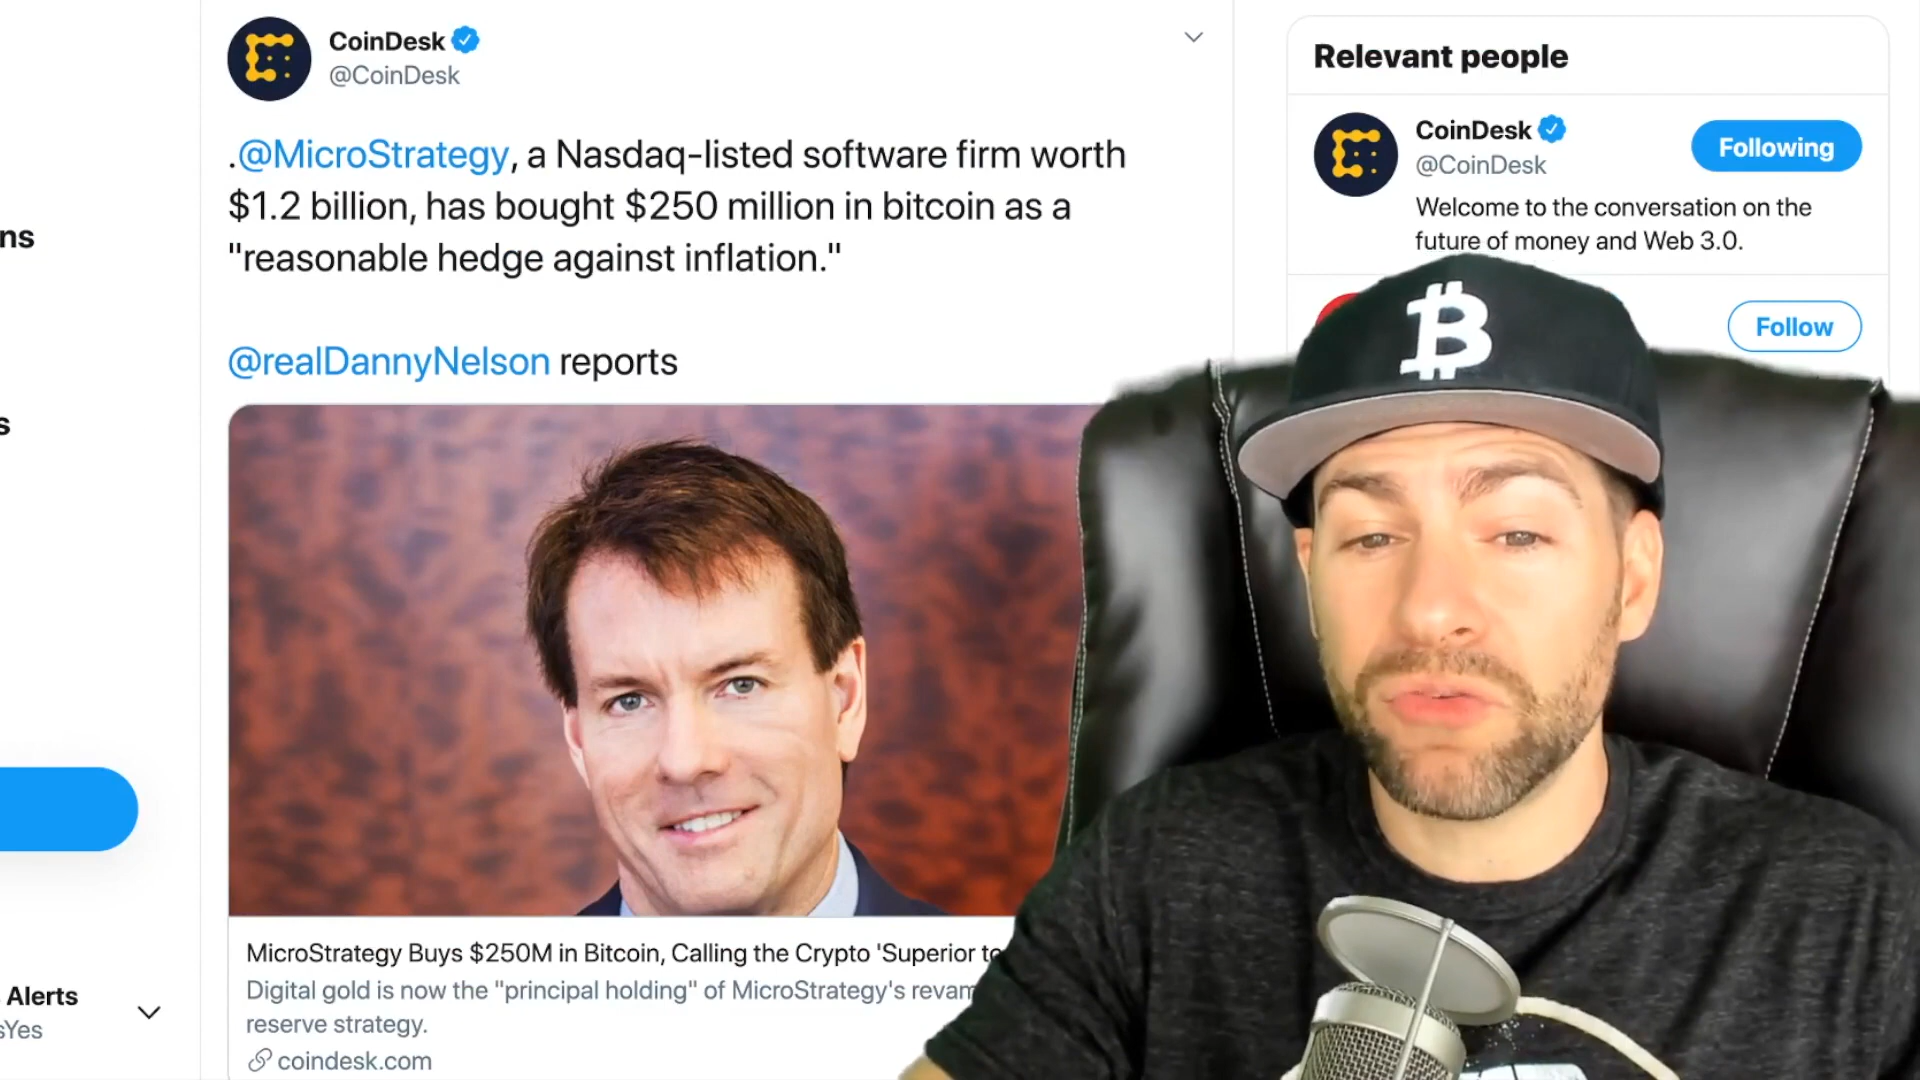 CoinDesk
@CoinDesk
.@MicroStrategy, a Nasdaq-listed software firm worth
$1.2 billion, has bought $250 million in bitcoin as a
"reasonable hedge against inflation."
@realDannyNelson reports
MicroStrategy Buys $250M in Bitcoin, Calling the Crypto 'Superior to
Digital gold is now the "principal holding" of MicroStrategy's
reserve strategy.
coindesk.com
Relevant people
CoinDesk
@CoinDesk
Following
Welcome to the conversation on the
future of money and Web 3.0.
Follow
ns
s
Alerts
sYes